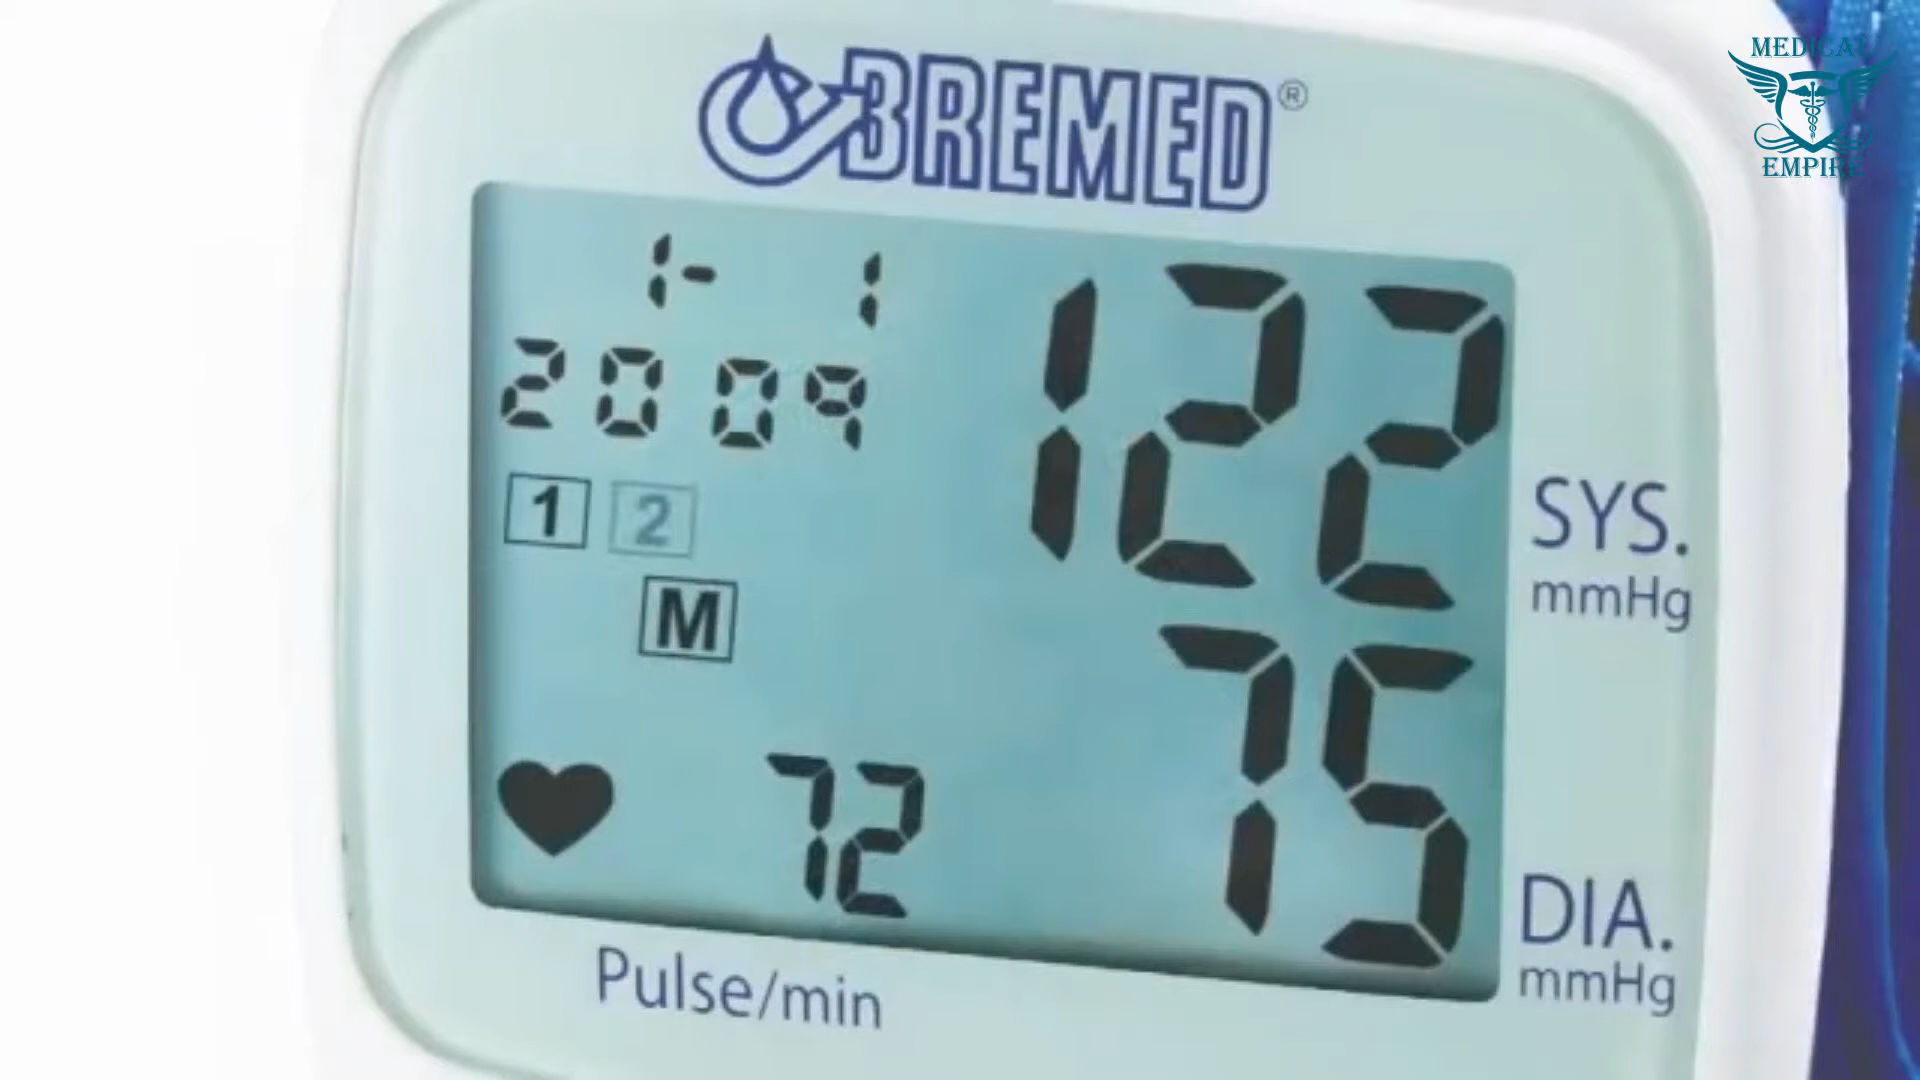 BREMED®
MEDICAL
EMPIRE
1- 1
2009
1 2
M
122
SYS.
mmHg
75
DIA.
mmHg
72
Pulse/min